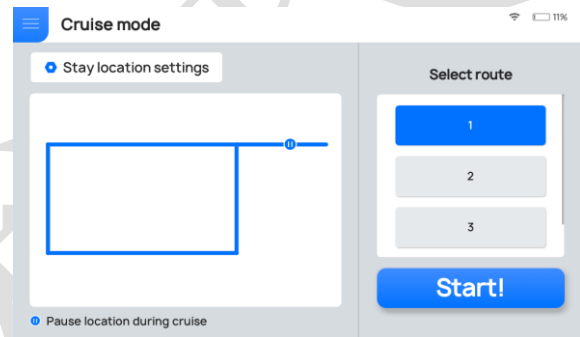 Cruise mode
11%
Stay location settings
Select route
1
2
3
Start!
Pause location during cruise